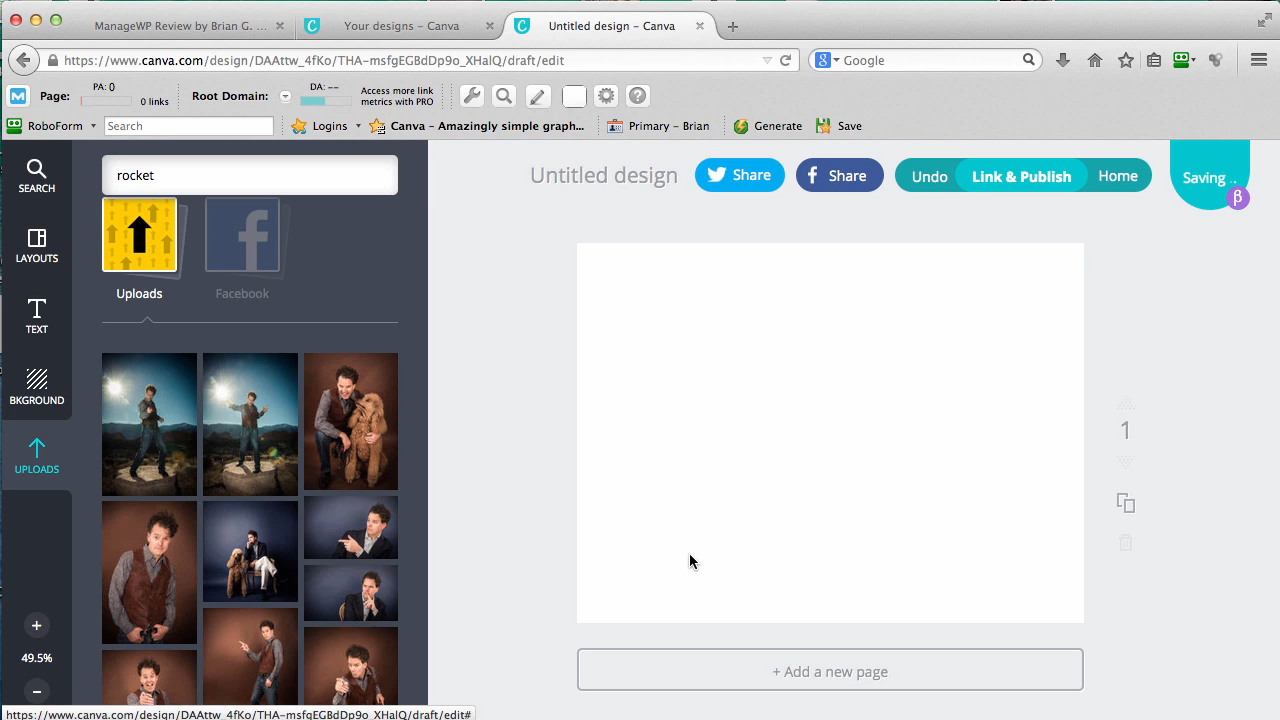 ManageWP Review by Brian G. ...
Your designs – Canva
Untitled design – Canva
https://www.canva.com/design/DAAttw_4fKo/THA-msfgEGBdDp9o_XHalQ/draft/edit
Google
Page:
PA: 0
0 links
Root Domain:
DA: --
Access more link
metrics with PRO
RoboForm
Search
Logins
Canva – Amazingly simple graph...
Primary – Brian
Generate
Save
SEARCH
LAYOUTS
TEXT
BKGROUND
UPLOADS
49.5%
rocket
Uploads
Facebook
Untitled design
Share
Share
Undo
Link & Publish
Home
Saving ..
β
1
+ Add a new page
https://www.canva.com/design/DAAttw_4fKo/THA-msfgEGBdDp9o_XHalQ/draft/edit#